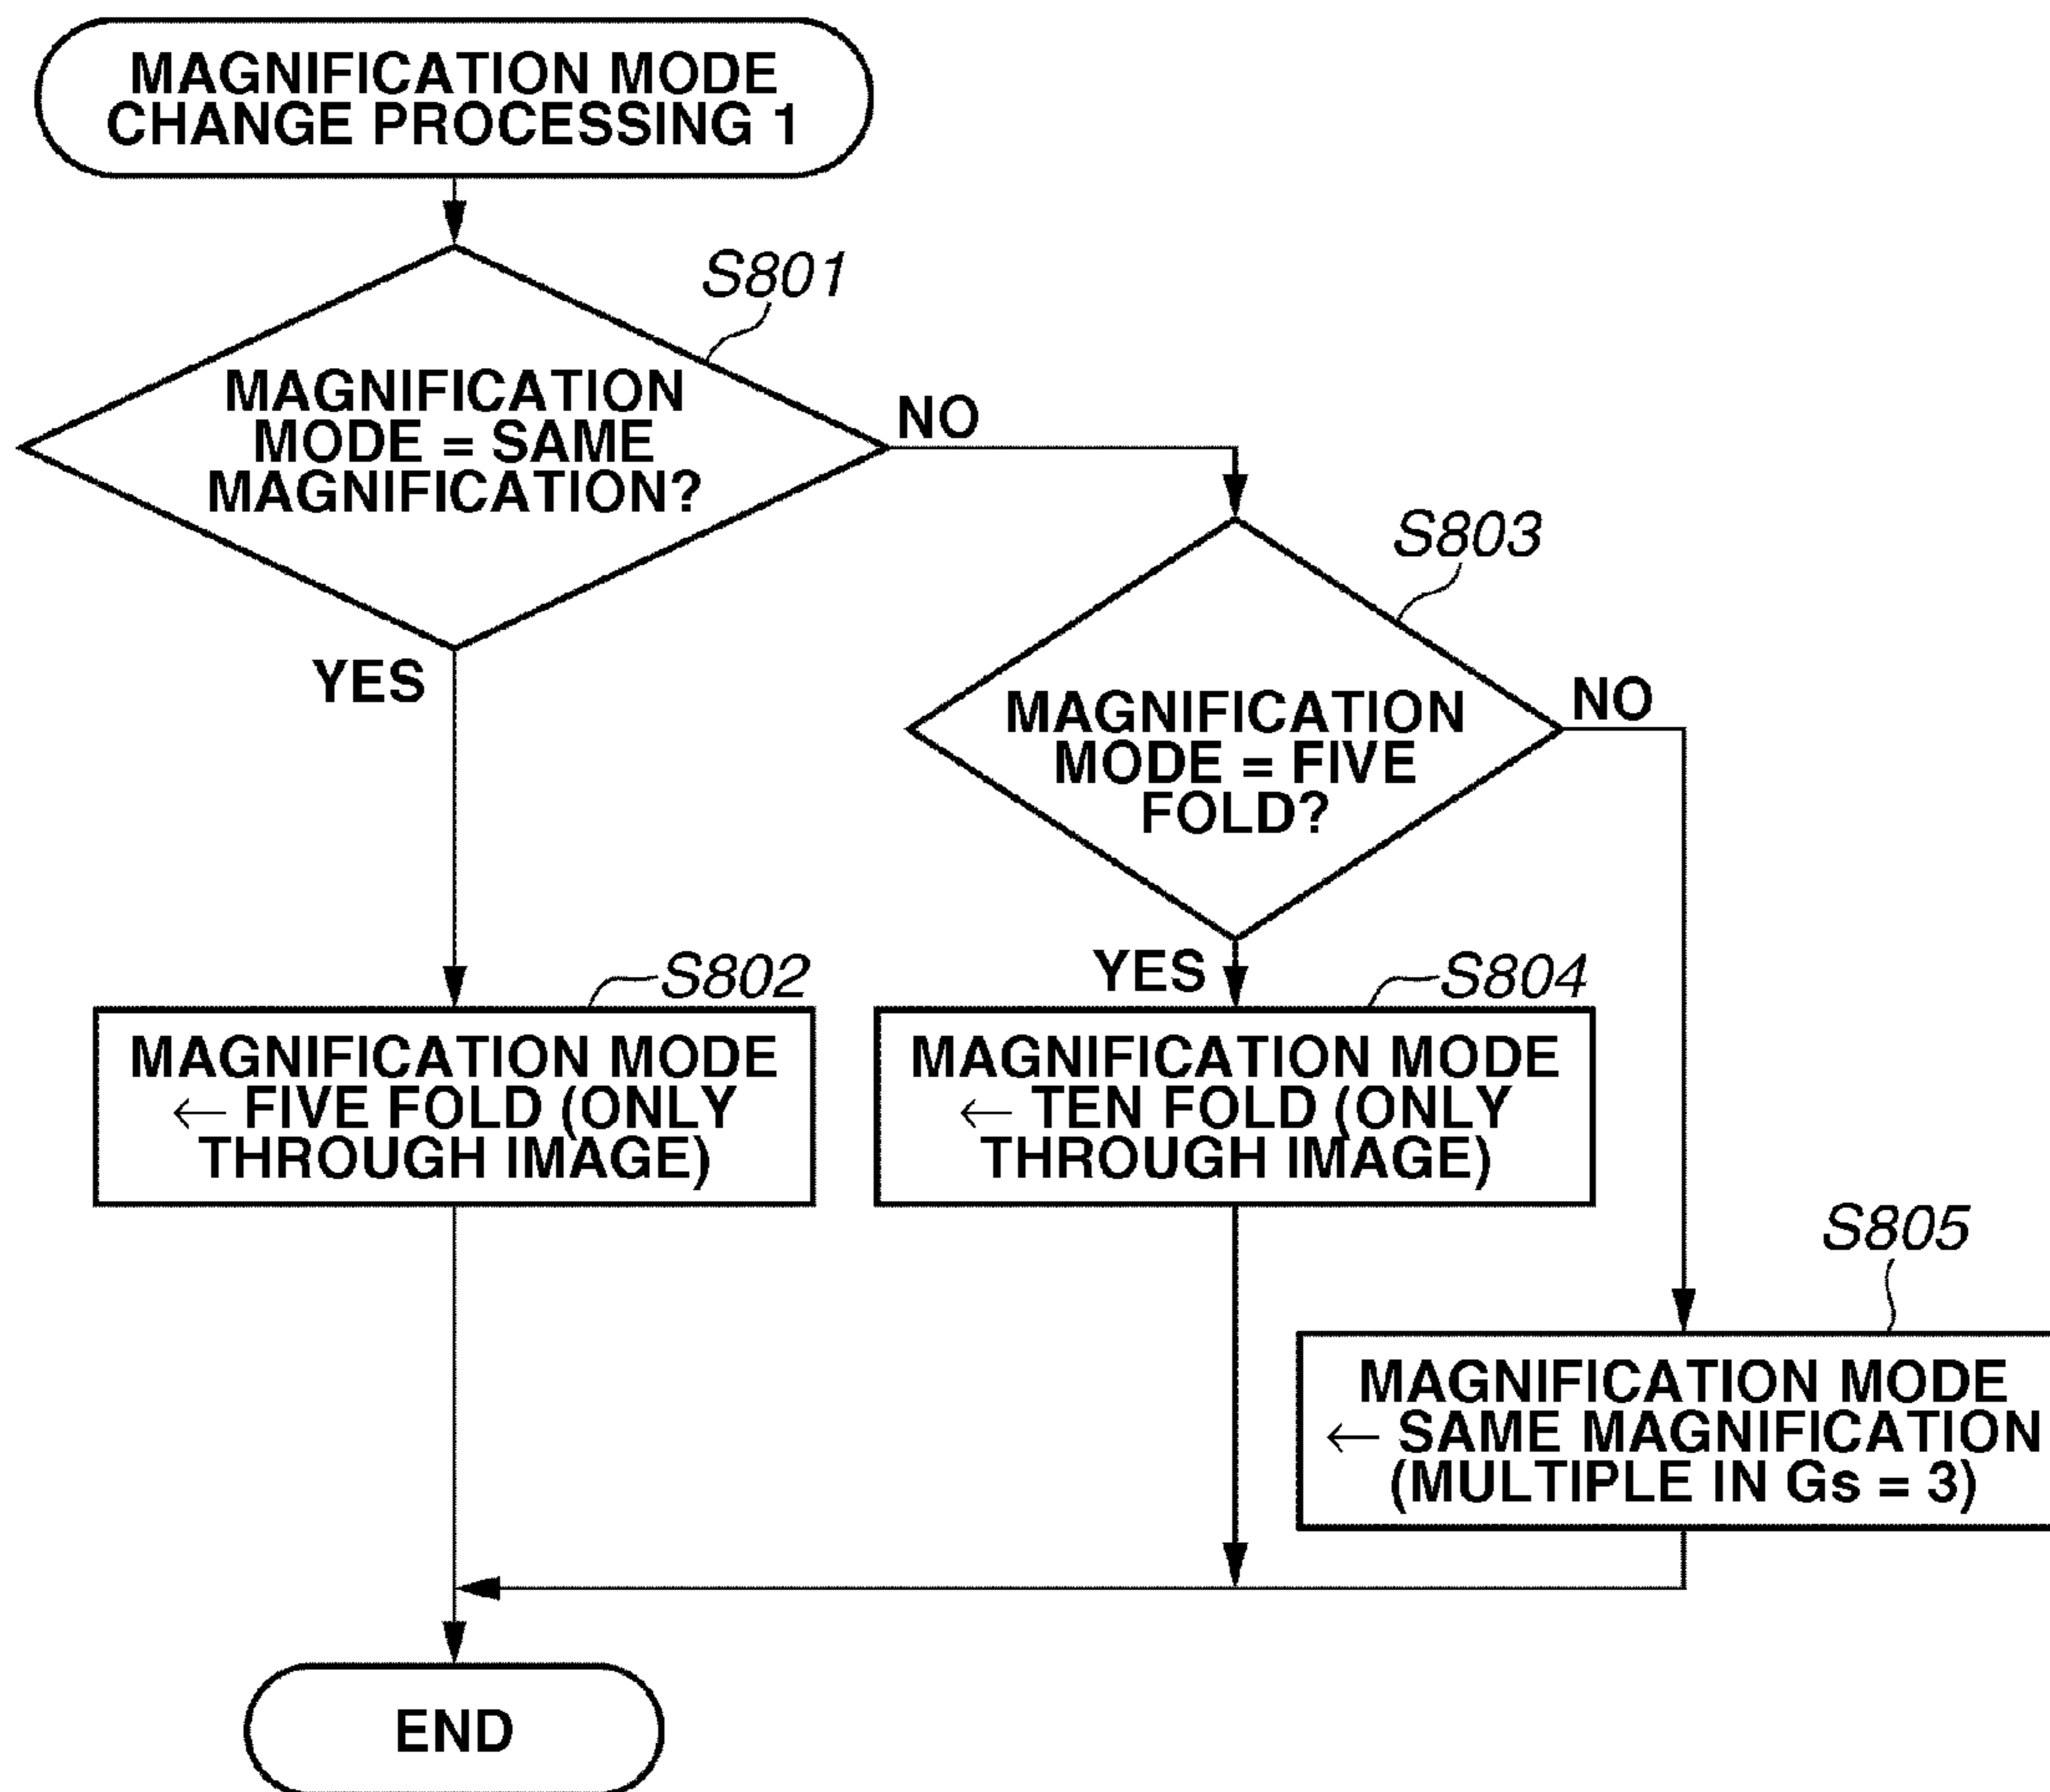 MAGNIFICATION MODE
CHANGE PROCESSING 1
S801
MAGNIFICATION
MODE = SAME
MAGNIFICATION?
NO
YES
S803
MAGNIFICATION
MODE = FIVE
FOLD?
NO
YES
S802
MAGNIFICATION MODE
← FIVE FOLD (ONLY
THROUGH IMAGE)
S804
MAGNIFICATION MODE
← TEN FOLD (ONLY
THROUGH IMAGE)
S805
MAGNIFICATION MODE
← SAME MAGNIFICATION
(MULTIPLE IN Gs = 3)
END